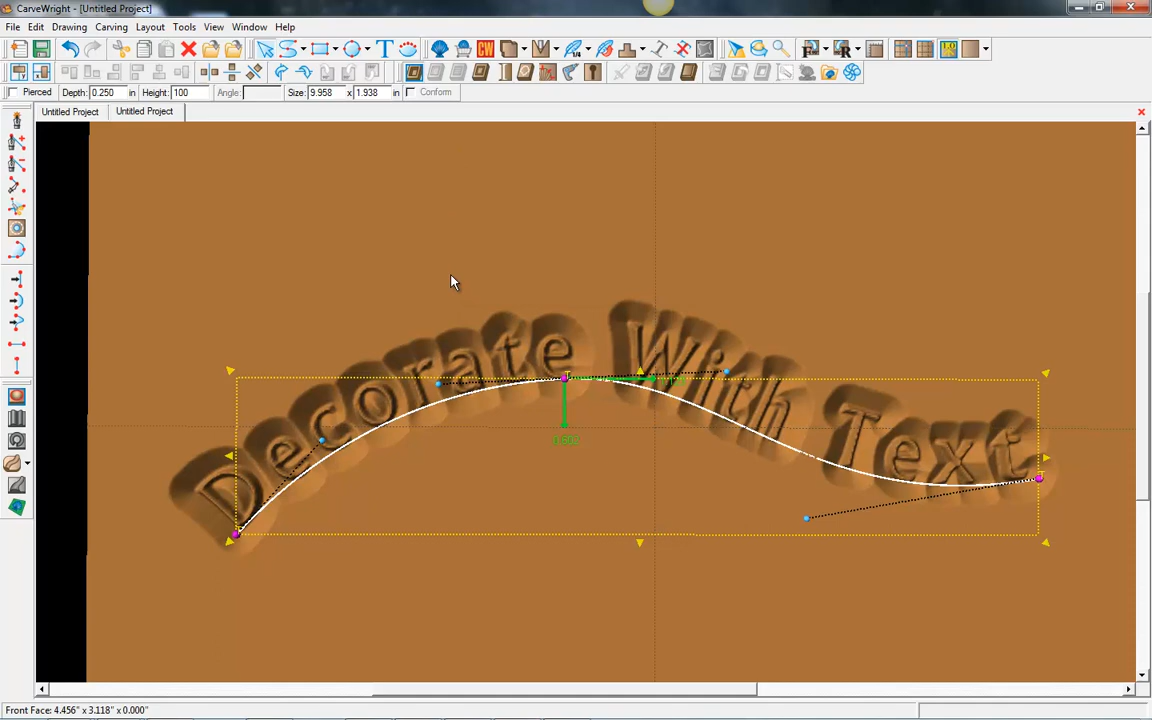 CarveWright - [Untitled Project]
File Edit Drawing Carving Layout Tools View Window Help
Pierced Depth: 0.250 in Height: 100 Angle: Size: 9.958 x 1.938 in Conform
Untitled Project Untitled Project
Decorate With Text
Front Face: 4.456" x 3.118" x 0.000"